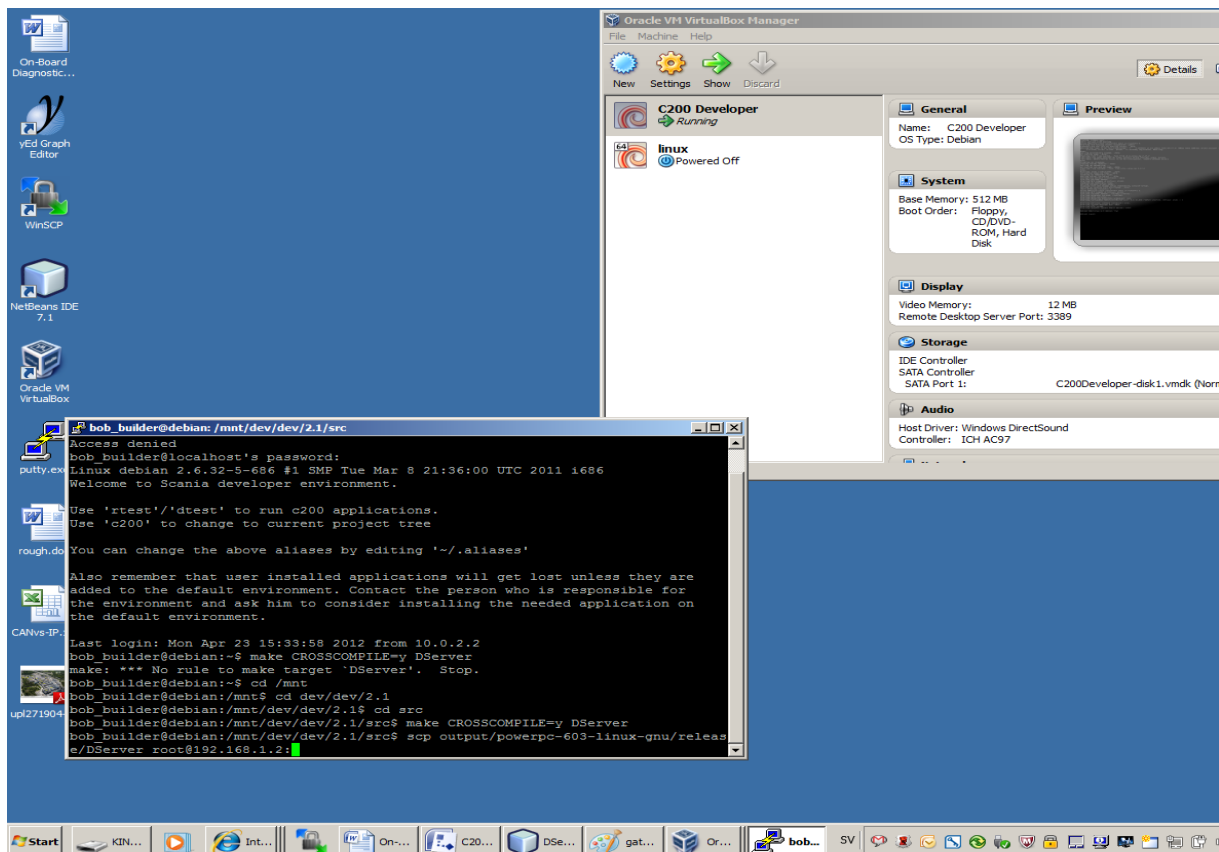 On-Board
Diagnostic...
yEd Graph
Editor
WinSCP
NetBeans IDE
7.1
Oracle VM
VirtualBox
putty.exe
rough.do
CANvs-IP.
upl271904-
Oracle VM VirtualBox Manager
File Machine Help
New Settings Show Discard
Details
C200 Developer
Running
64
linux
Powered Off
General
Name: C200 Developer
OS Type: Debian
Preview
System
Base Memory: 512 MB
Boot Order: Floppy,
CD/DVD-
ROM, Hard
Disk
Display
Video Memory: 12 MB
Remote Desktop Server Port: 3389
Storage
IDE Controller
SATA Controller
SATA Port 1: C200Developer-disk1.vmdk (Norm
Audio
Host Driver: Windows DirectSound
Controller: ICH AC97
bob_builder@debian: /mnt/dev/dev/2.1/src
Access denied
bob_builder@localhost's password:
Linux debian 2.6.32-5-686 #1 SMP Tue Mar 8 21:36:00 UTC 2011 i686
Welcome to Scania developer environment.
Use 'rtest'/'dtest' to run c200 applications.
Use 'c200' to change to current project tree
You can change the above aliases by editing '~/.aliases'
Also remember that user installed applications will get lost unless they are
added to the default environment. Contact the person who is responsible for
the environment and ask him to consider installing the needed application on
the default environment.
Last login: Mon Apr 23 15:33:58 2012 from 10.0.2.2
bob_builder@debian:~$ make CROSSCOMPILE=y DServer
make: *** No rule to make target `DServer'.  Stop.
bob_builder@debian:~$ cd /mnt
bob_builder@debian:/mnt$ cd dev/dev/2.1
bob_builder@debian:/mnt/dev/dev/2.1$ cd src
bob_builder@debian:/mnt/dev/dev/2.1/src$ make CROSSCOMPILE=y DServer
bob_builder@debian:/mnt/dev/dev/2.1/src$ scp output/powerpc-603-linux-gnu/releas
e/DServer root@192.168.1.2:
Start KIN... Int... On-... C20... DSe... gat... Or... bob... SV